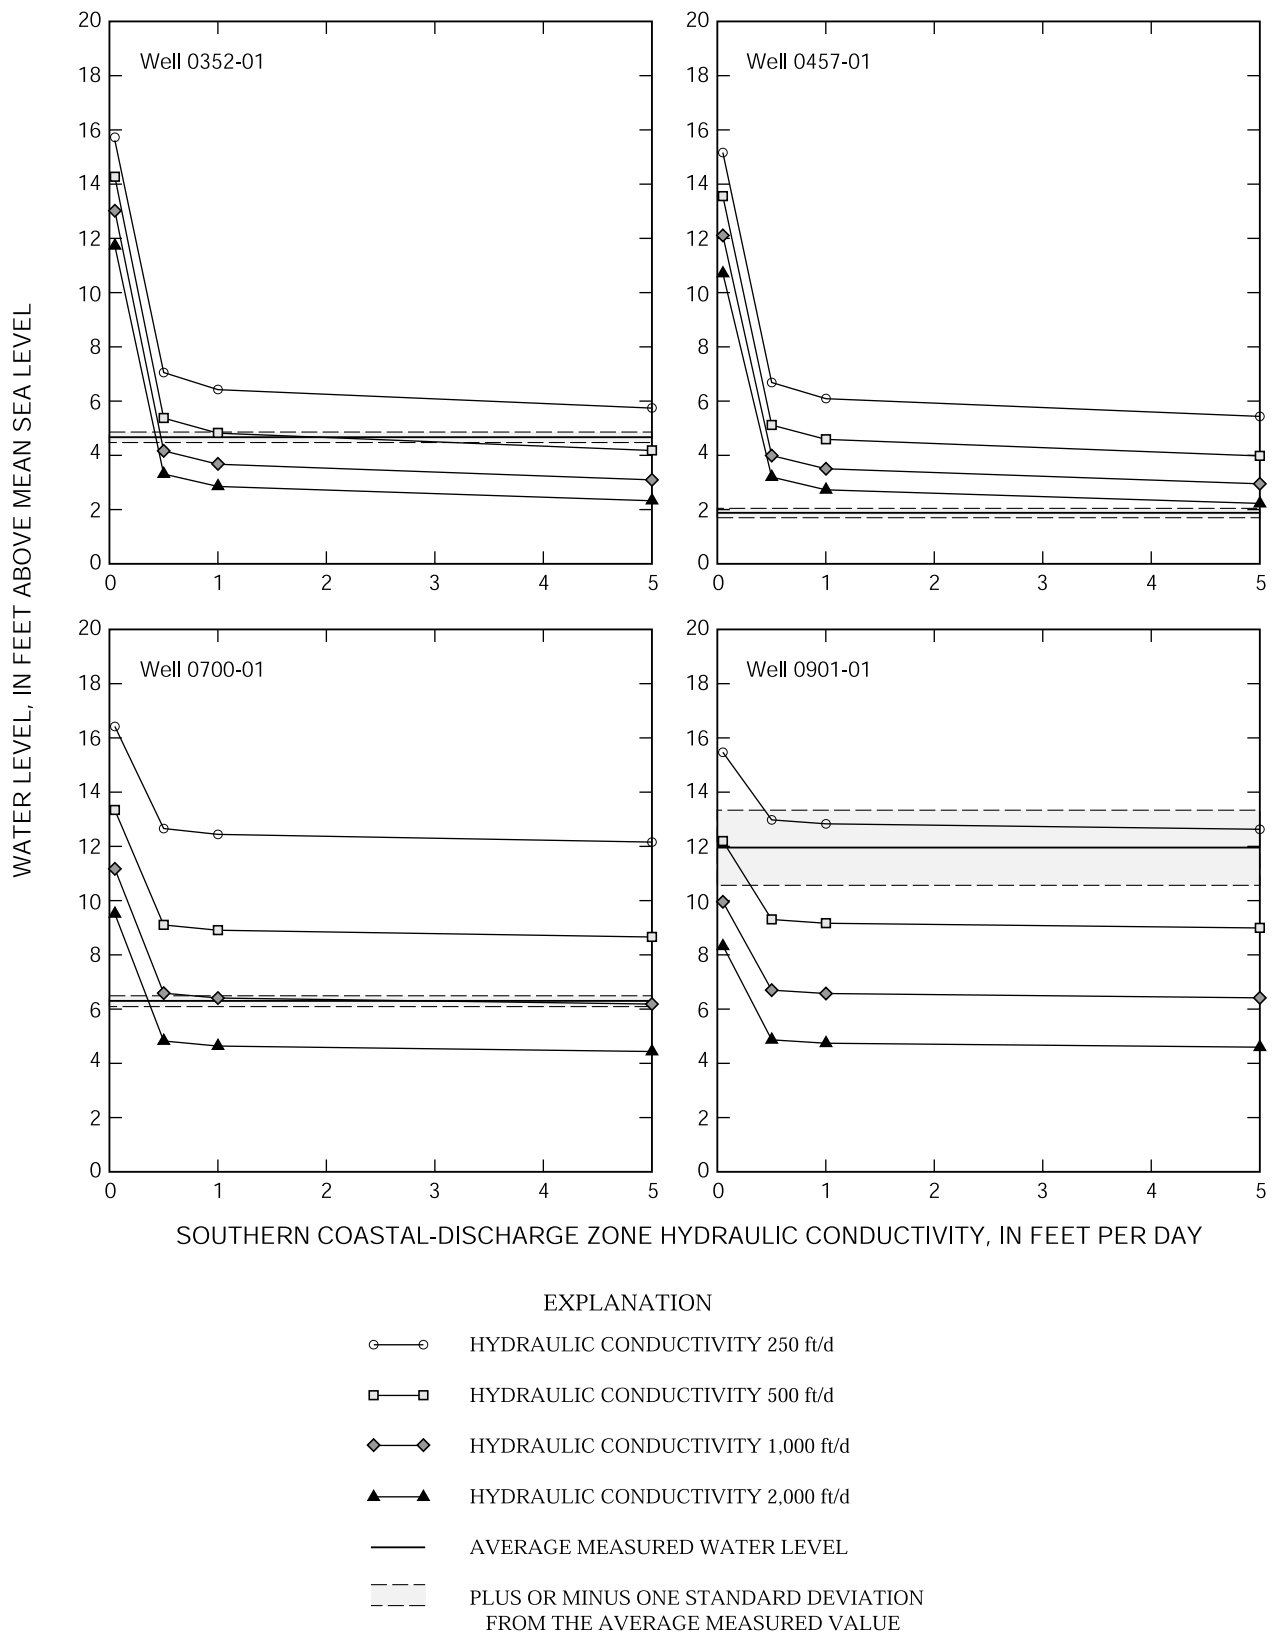 WATER LEVEL, IN FEET ABOVE MEAN SEA LEVEL
Well 0352-01
20
18
16
14
12
10
8
6
4
2
0
0 1 2 3 4 5
Well 0457-01
20
18
16
14
12
10
8
6
4
2
0
0 1 2 3 4 5
Well 0700-01
20
18
16
14
12
10
8
6
4
2
0
0 1 2 3 4 5
Well 0901-01
20
18
16
14
12
10
8
6
4
2
0
0 1 2 3 4 5
SOUTHERN COASTAL-DISCHARGE ZONE HYDRAULIC CONDUCTIVITY, IN FEET PER DAY
EXPLANATION
HYDRAULIC CONDUCTIVITY 250 ft/d
HYDRAULIC CONDUCTIVITY 500 ft/d
HYDRAULIC CONDUCTIVITY 1,000 ft/d
HYDRAULIC CONDUCTIVITY 2,000 ft/d
AVERAGE MEASURED WATER LEVEL
PLUS OR MINUS ONE STANDARD DEVIATION
FROM THE AVERAGE MEASURED VALUE